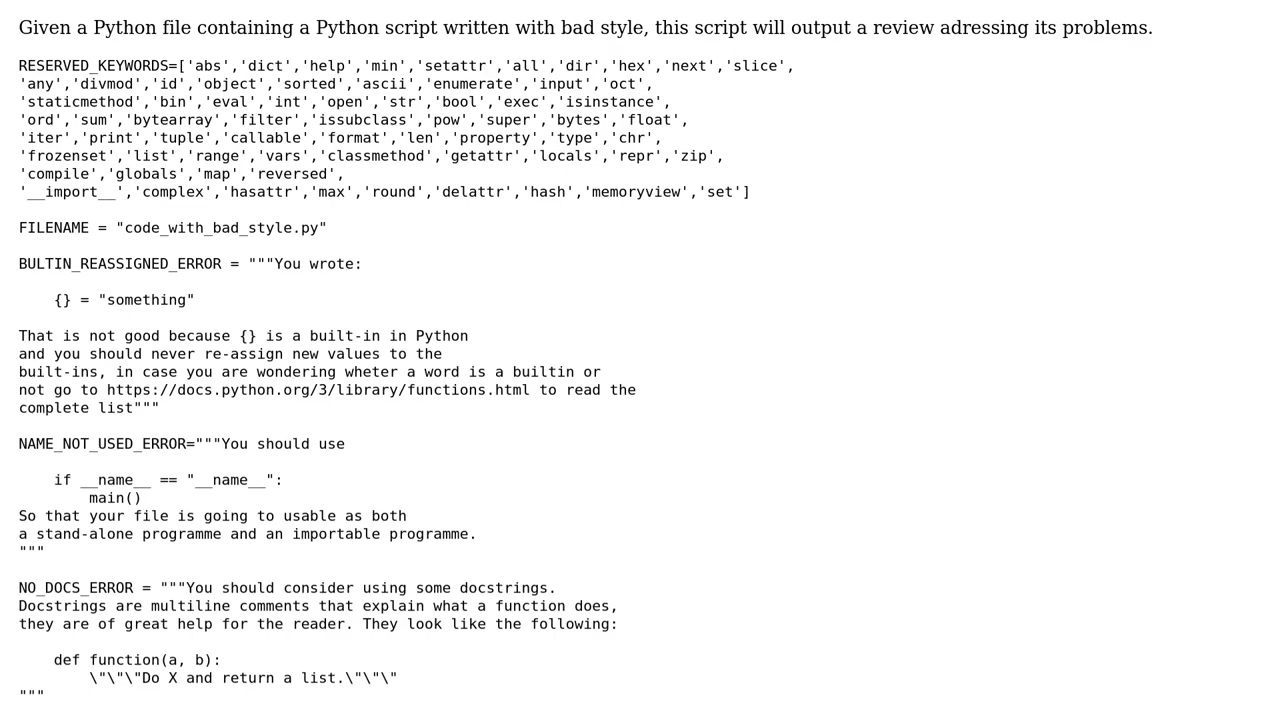 Given a Python file containing a Python script written with bad style, this script will output a review adressing its problems.
RESERVED_KEYWORDS=['abs','dict','help','min','setattr','all','dir','hex','next','slice',
'any','divmod','id','object','sorted','ascii','enumerate','input','oct',
'staticmethod','bin','eval','int','open','str','bool','exec','isinstance',
'ord','sum','bytearray','filter','issubclass','pow','super','bytes','float',
'iter','print','tuple','callable','format','len','property','type','chr',
'frozenset','list','range','vars','classmethod','getattr','locals','repr','zip',
'compile','globals','map','reversed',
'__import__','complex','hasattr','max','round','delattr','hash','memoryview','set']
FILENAME = "code_with_bad_style.py"
BULTIN_REASSIGNED_ERROR = """You wrote:
{} = "something"
That is not good because {} is a built-in in Python
and you should never re-assign new values to the
built-ins, in case you are wondering wheter a word is a builtin or
not go to https://docs.python.org/3/library/functions.html to read the
complete list"""
NAME_NOT_USED_ERROR="""You should use
if __name__ == "__name__":
main()
So that your file is going to usable as both
a stand-alone programme and an importable programme.
"""
NO_DOCS_ERROR = """You should consider using some docstrings.
Docstrings are multiline comments that explain what a function does,
they are of great help for the reader. They look like the following:
def function(a, b):
\"\"\"Do X and return a list.\"\"\"
"""